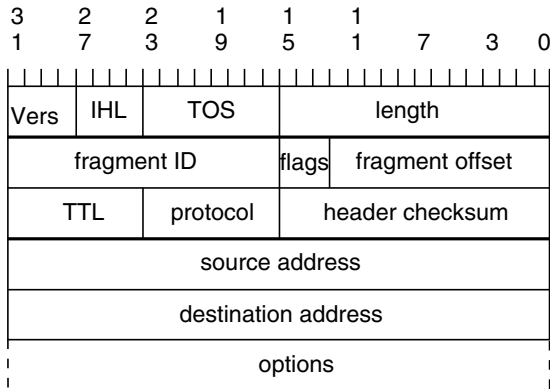 3 2 2 1 1 1
1 7 3 9 5 1 7 3 0
Vers IHL TOS length
fragment ID flags fragment offset
TTL protocol header checksum
source address
destination address
options